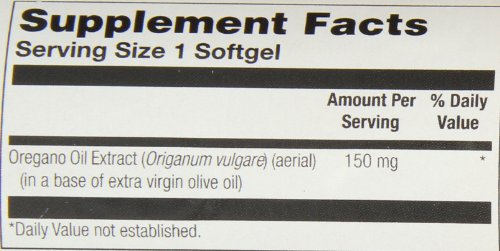 Supplement Facts
Serving Size 1 Softgel
Amount Per % Daily
Serving Value
Oregano Oil Extract (Origanum vulgare) (aerial) 150 mg *
(in a base of extra virgin olive oil)
*Daily Value not established.